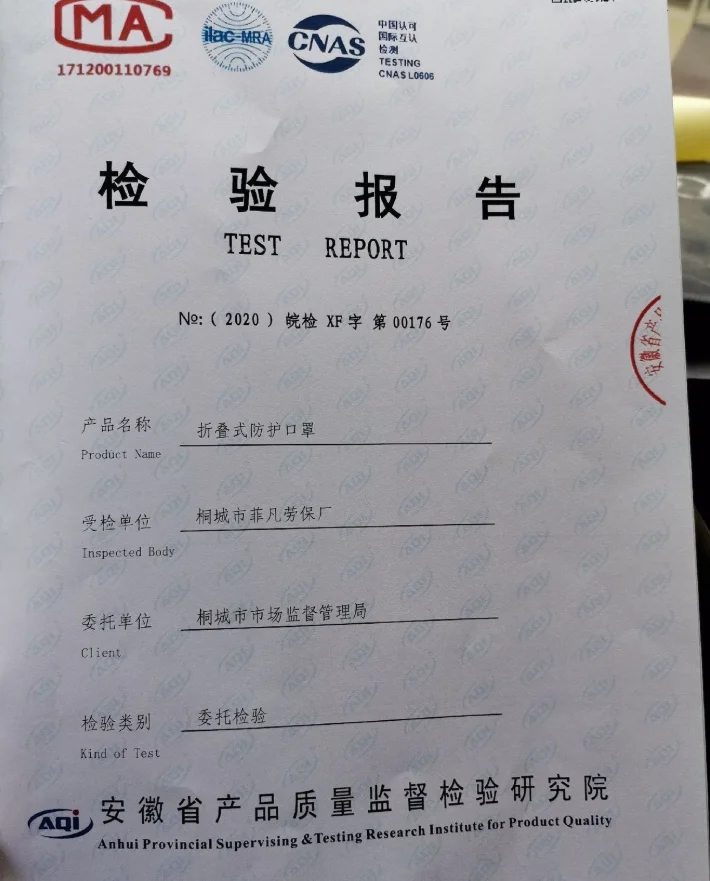 MA
171200110769
ilac-MRA
CNAS
中国认可
国际互认
检测
TESTING
CNAS L0606
检 验 报 告
TEST REPORT
№: ( 2020 ) 皖检 XF 字 第 00176 号
安徽省产
产品名称 折叠式防护口罩
Product Name
受检单位 桐城市菲凡劳保厂
Inspected Body
委托单位 桐城市市场监督管理局
Client
检验类别 委托检验
Kind of Test
AQI 安徽省产品质量监督检验研究院
Anhui Provincial Supervising & Testing Research Institute for Product Quality